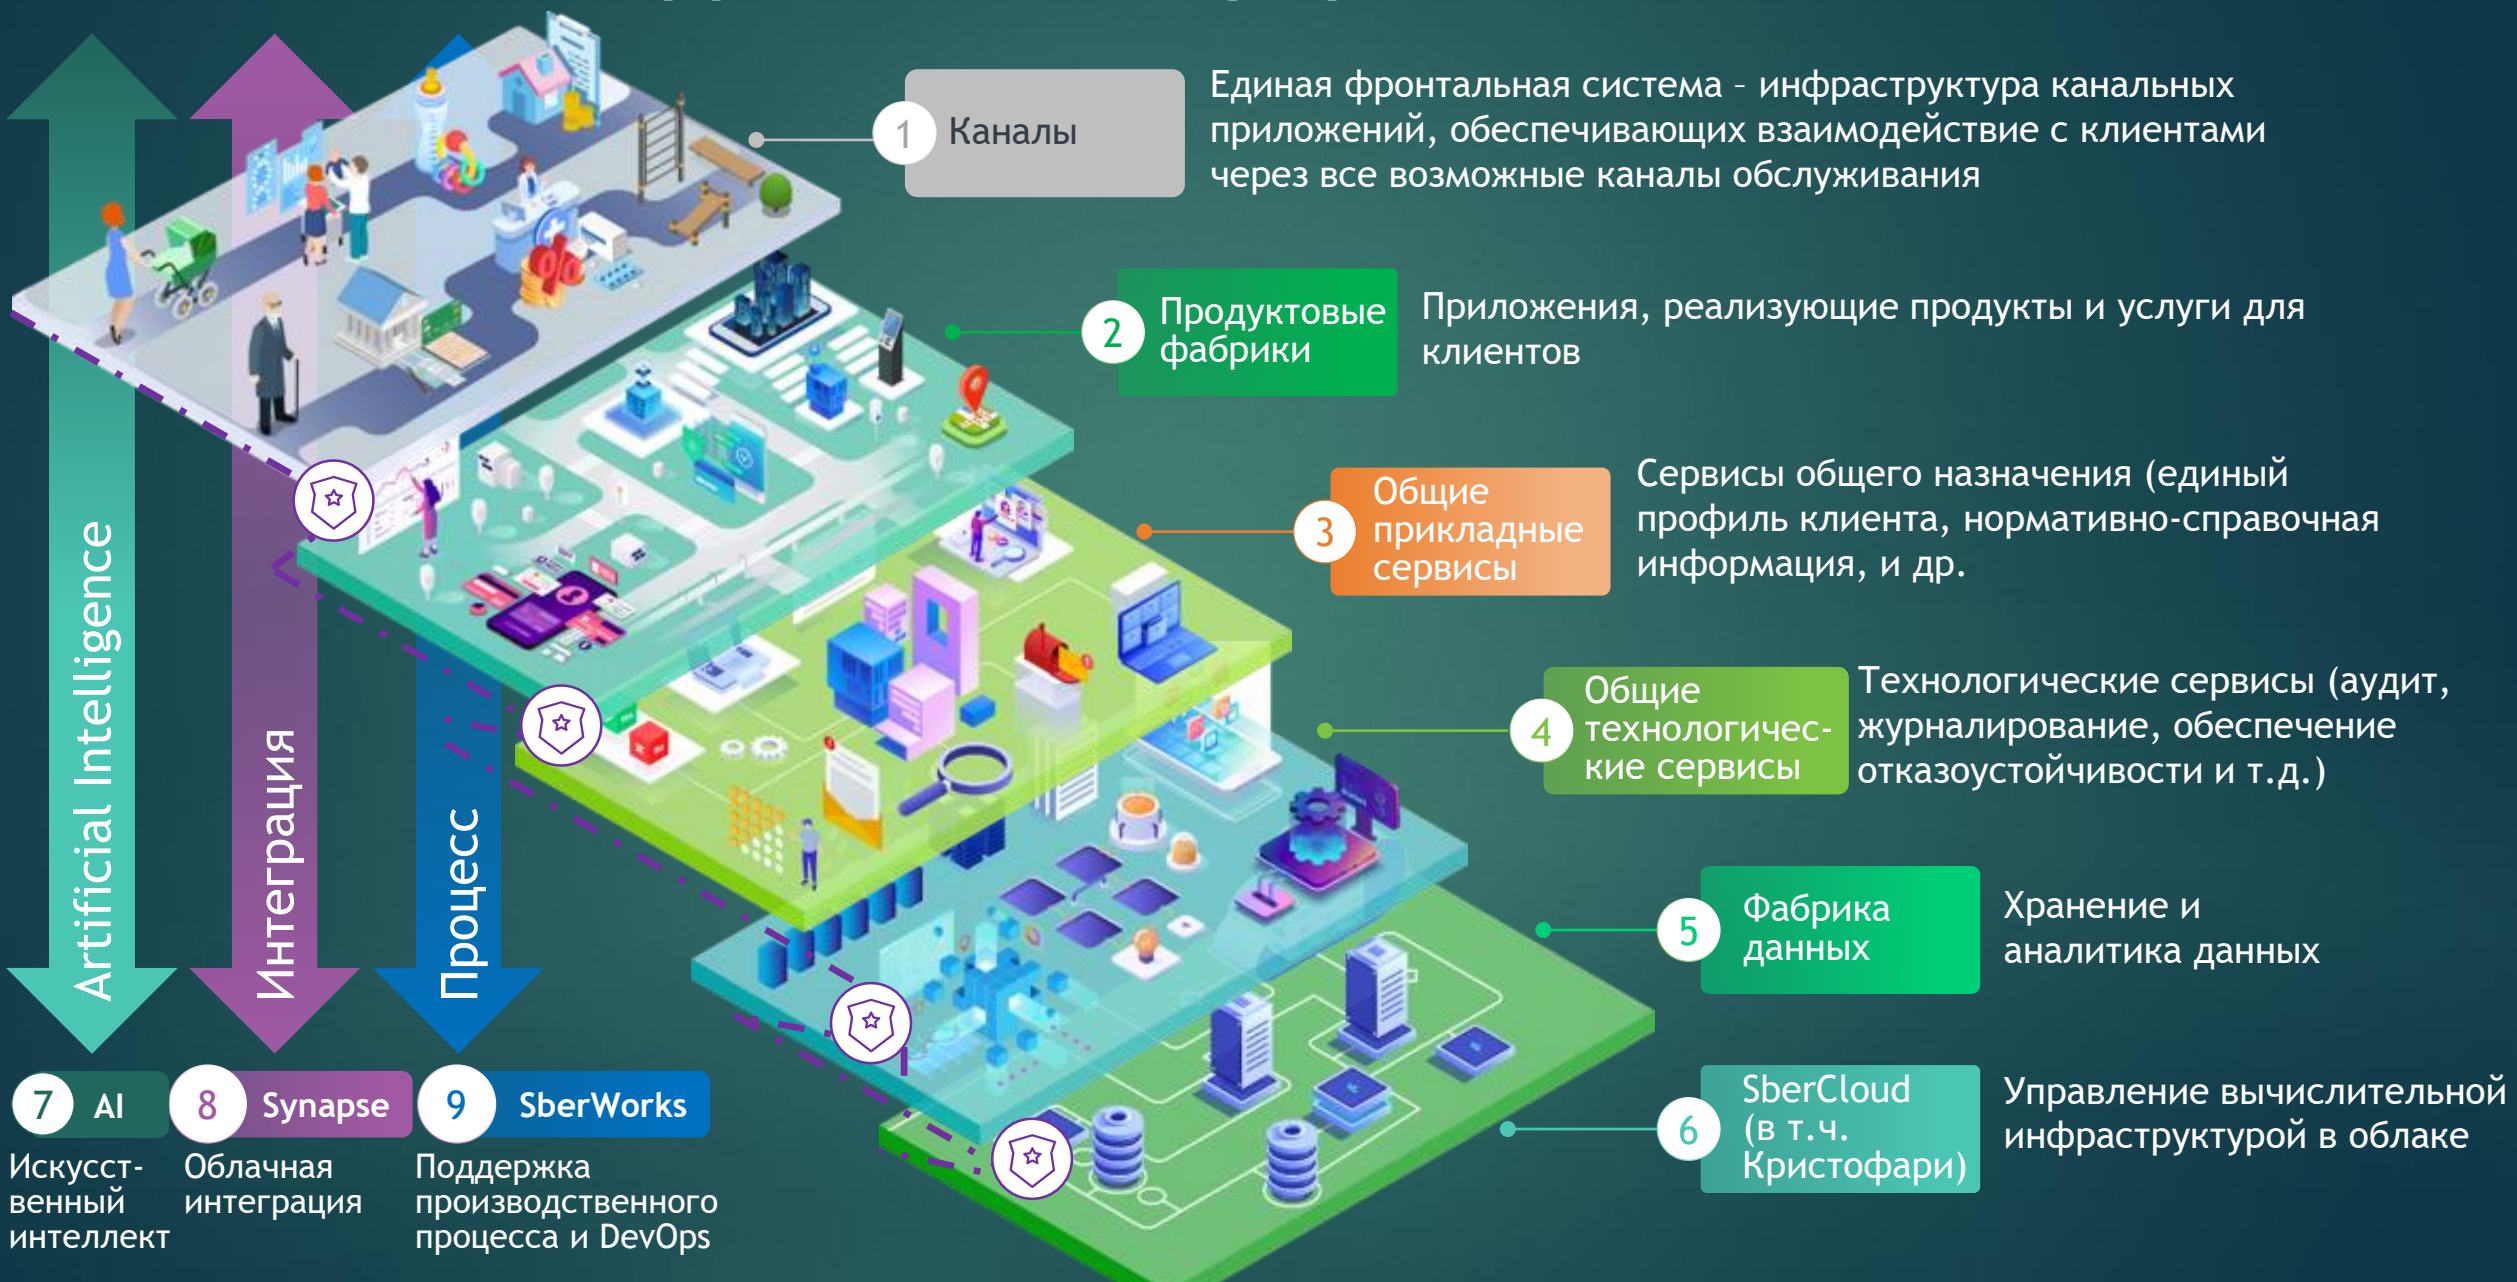 1
Каналы
Единая фронтальная система – инфраструктура канальных
приложений, обеспечивающих взаимодействие с клиентами
через все возможные каналы обслуживания
2
Продуктовые
фабрики
Приложения, реализующие продукты и услуги для
клиентов
3
Общие
прикладные
сервисы
Сервисы общего назначения (единый
профиль клиента, нормативно-справочная
информация, и др.
4
Общие
технологичес-
кие сервисы
Технологические сервисы (аудит,
журналирование, обеспечение
отказоустойчивости и т.д.)
5
Фабрика
данных
Хранение и
аналитика данных
6
SberCloud
(в т.ч.
Кристофари)
Управление вычислительной
инфраструктурой в облаке
Artificial Intelligence
Интеграция
Процесс
7
AI
Искусст-
венный
интеллект
8
Synapse
Облачная
интеграция
9
SberWorks
Поддержка
производственного
процесса и DevOps